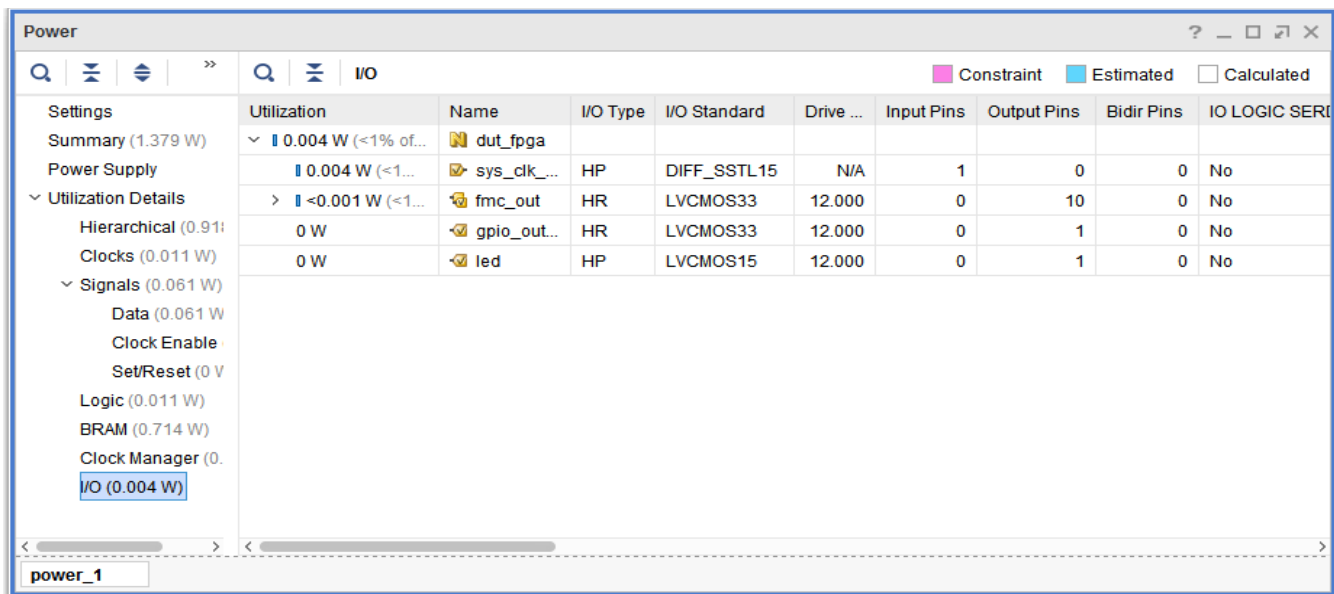 Power
? 
» I/O Constraint Estimated Calculated
Settings
Summary (1.379 W)
Power Supply
Utilization Details
Hierarchical (0.91
Clocks (0.011 W)
Signals (0.061 W)
Data (0.061 W
Clock Enable
Set/Reset (0 W
Logic (0.011 W)
BRAM (0.714 W)
Clock Manager (0.
I/O (0.004 W)
Utilization Name I/O Type I/O Standard Drive ... Input Pins Output Pins Bidir Pins IO LOGIC SERD
0.004 W (<1% of... dut_fpga
0.004 W (<1... sys_clk_... HP DIFF_SSTL15 N/A 1 0 0 No
<0.001 W (<1... fmc_out HR LVCMOS33 12.000 0 10 0 No
0 W gpio_out... HR LVCMOS33 12.000 0 1 0 No
0 W led HP LVCMOS15 12.000 0 1 0 No
power_1